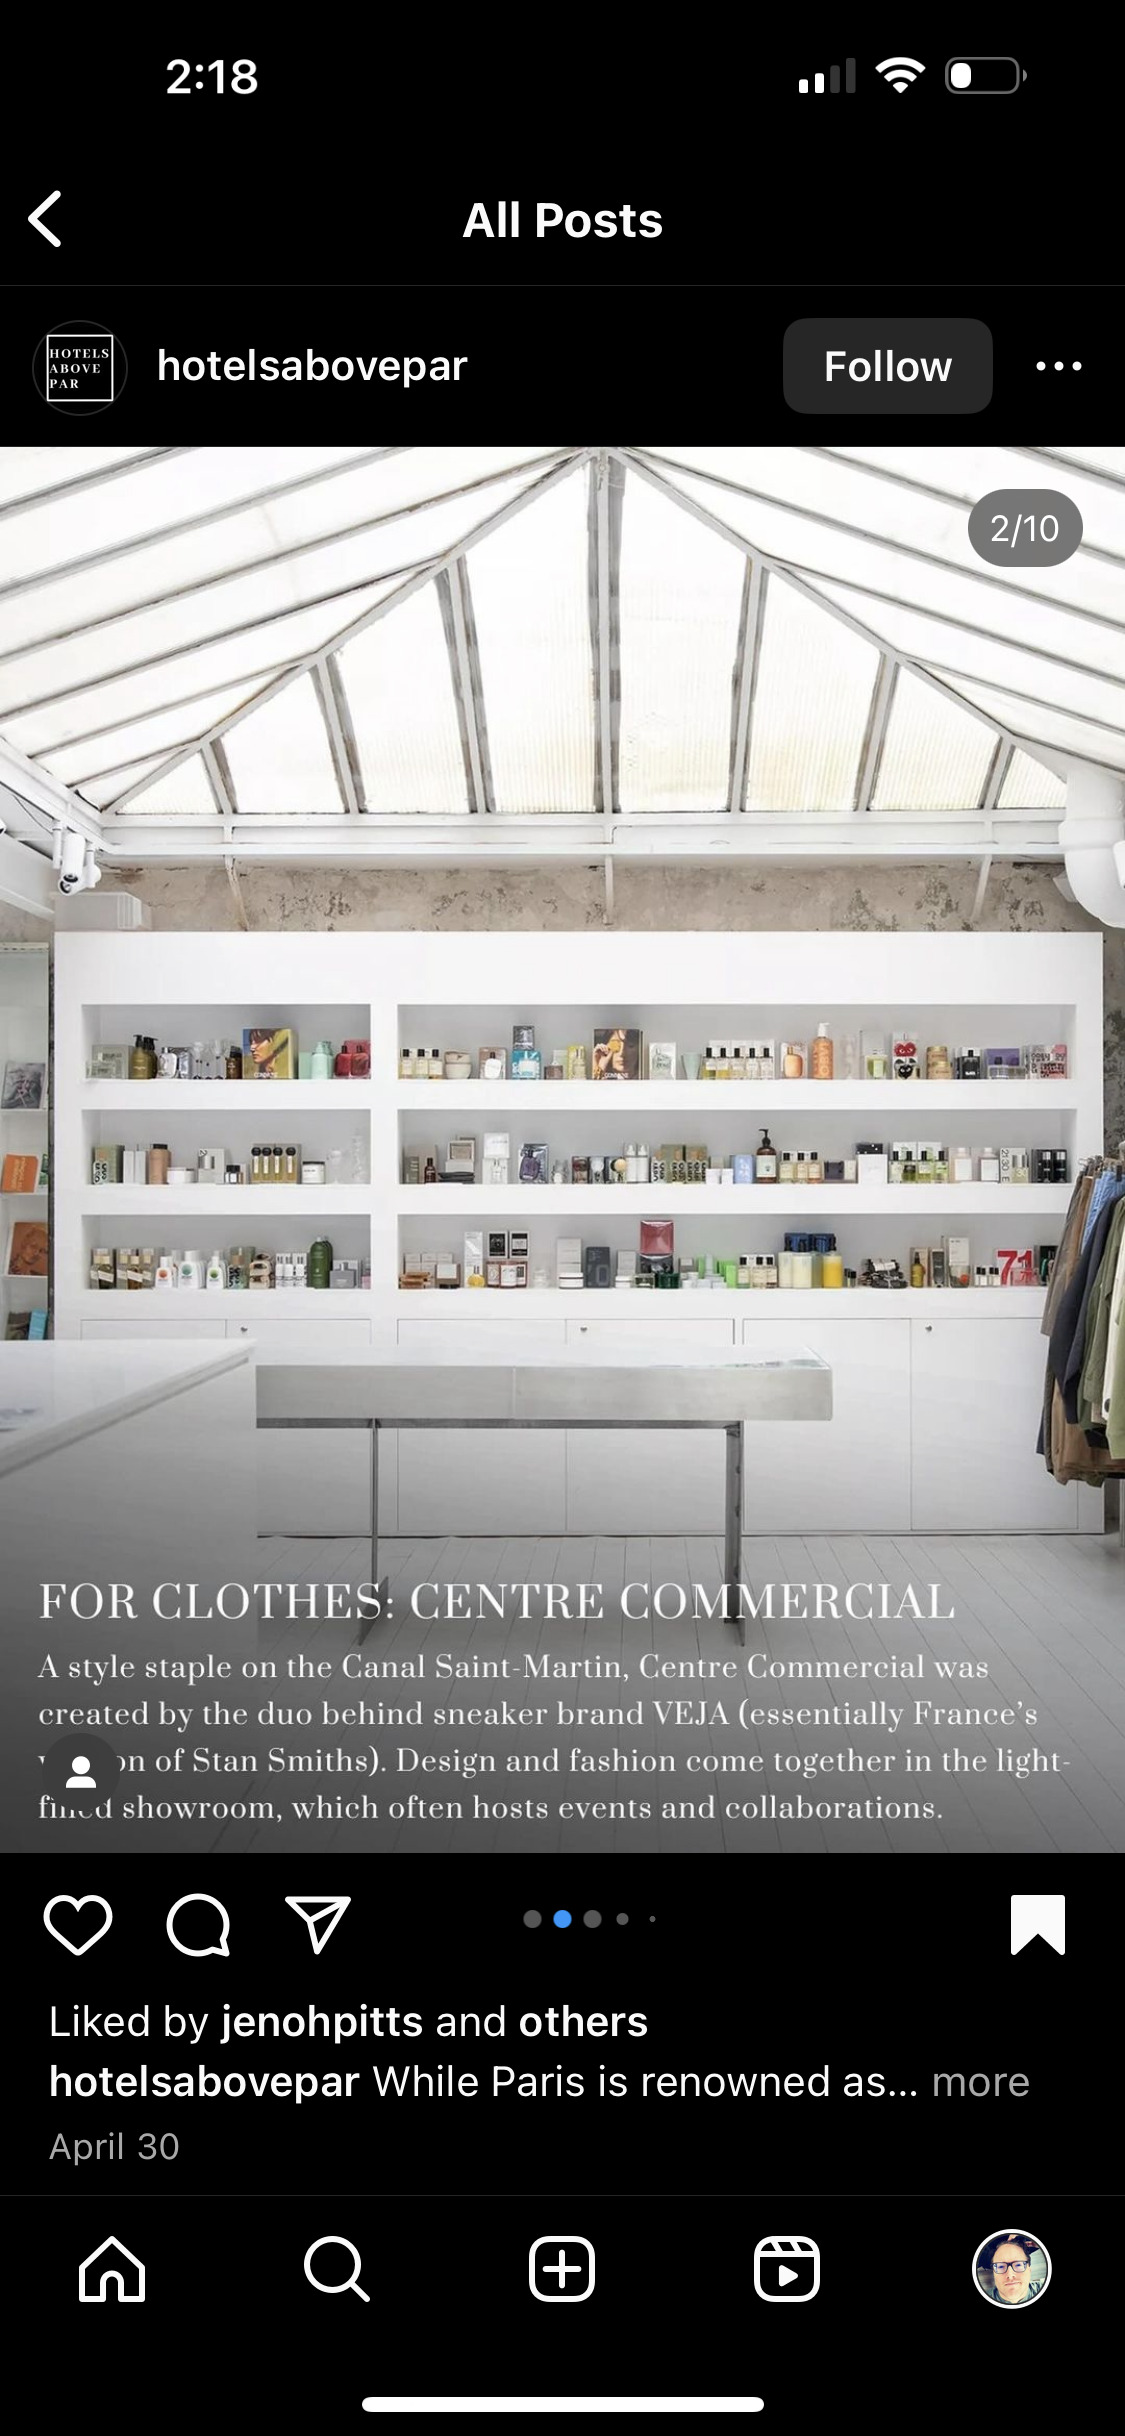 2:18
All Posts
HOTELS
ABOVE
PAR
hotelsabovepar
Follow
2/10
71
FOR CLOTHES: CENTRE COMMERCIAL
A style staple on the Canal Saint-Martin, Centre Commercial was
created by the duo behind sneaker brand VEJA (essentially France's
on of Stan Smiths). Design and fashion come together in the light-
filled showroom, which often hosts events and collaborations.
Liked by jenohpitts and others
hotelsabovepar While Paris is renowned as... more
April 30